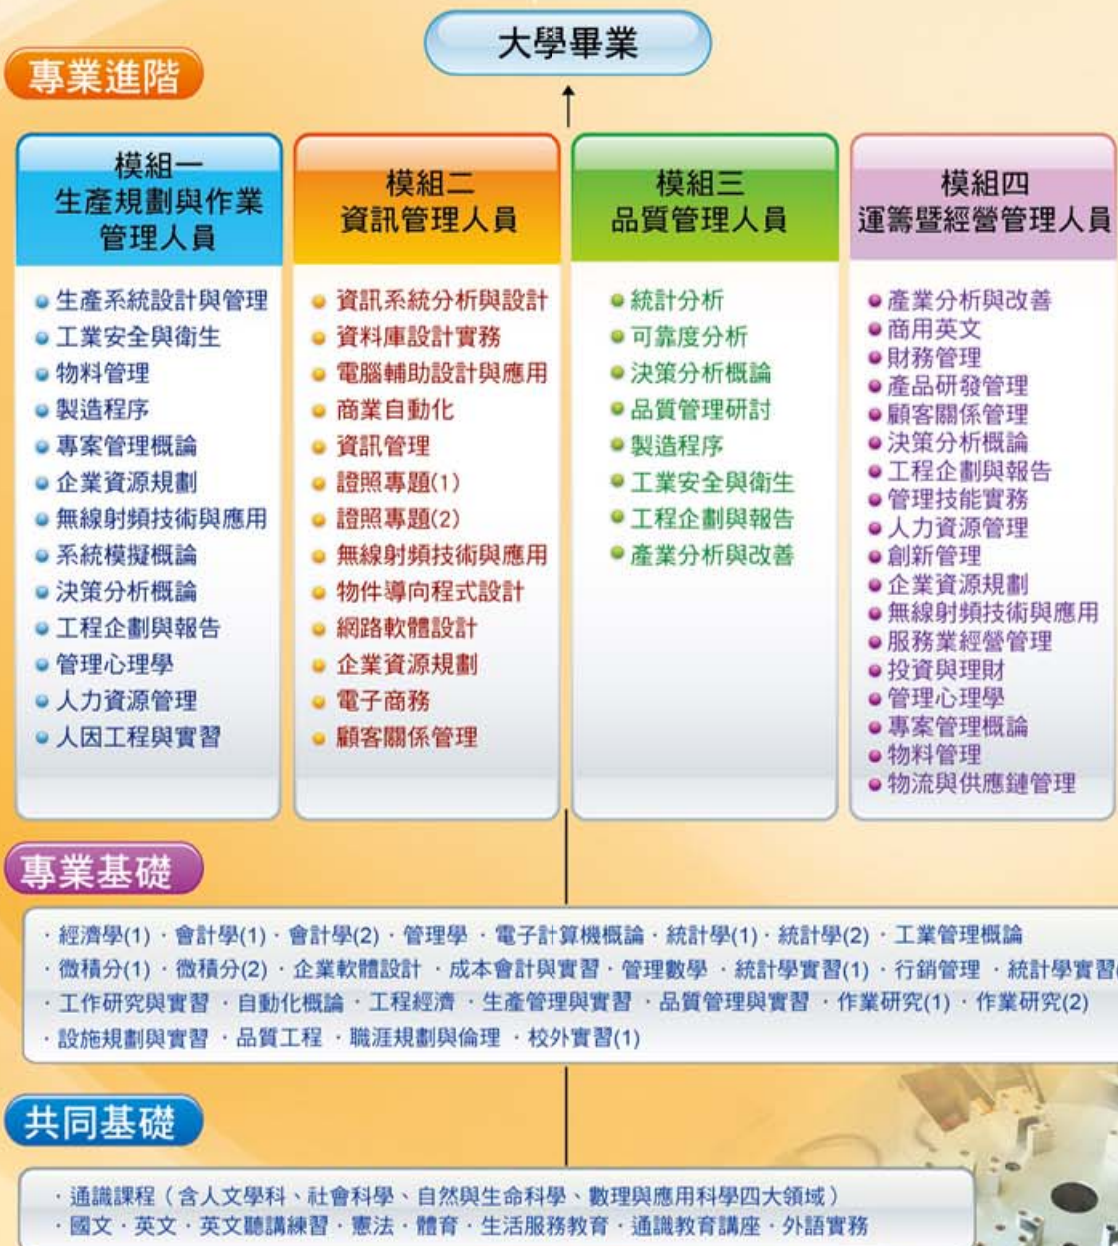 大學畢業
專業進階
模組一
生產規劃與作業
管理人員
生產系統設計與管理
工業安全與衛生
物料管理
製造程序
專案管理概論
企業資源規劃
無線射頻技術與應用
系統模擬概論
決策分析概論
工程企劃與報告
管理心理學
人力資源管理
人因工程與實習
模組二
資訊管理人員
資訊系統分析與設計
資料庫設計實務
電腦輔助設計與應用
商業自動化
資訊管理
證照專題(1)
證照專題(2)
無線射頻技術與應用
物件導向程式設計
網路軟體設計
企業資源規劃
電子商務
顧客關係管理
模組三
品質管理人員
統計分析
可靠度分析
決策分析概論
品質管理研討
製造程序
工業安全與衛生
工程企劃與報告
產業分析與改善
模組四
運籌暨經營管理人員
產業分析與改善
商用英文
財務管理
產品研發管理
顧客關係管理
決策分析概論
工程企劃與報告
管理技能實務
人力資源管理
創新管理
企業資源規劃
無線射頻技術與應用
服務業經營管理
投資與理財
管理心理學
專案管理概論
物料管理
物流與供應鏈管理
專業基礎
·經濟學(1)·會計學(1)·會計學(2)·管理學·電子計算機概論·統計學(1)·統計學(2)·工業管理概論
·微積分(1)·微積分(2)·企業軟體設計·成本會計與實習·管理數學·統計學實習(1)·行銷管理·統計學實習(
·工作研究與實習·自動化概論·工程經濟·生產管理與實習·品質管理與實習·作業研究(1)·作業研究(2)
·設施規劃與實習·品質工程·職涯規劃與倫理·校外實習(1)
共同基礎
·通識課程（含人文學科、社會科學、自然與生命科學、數理與應用科學四大領域）
·國文·英文·英文聽講練習·憲法·體育·生活服務教育·通識教育講座·外語實務